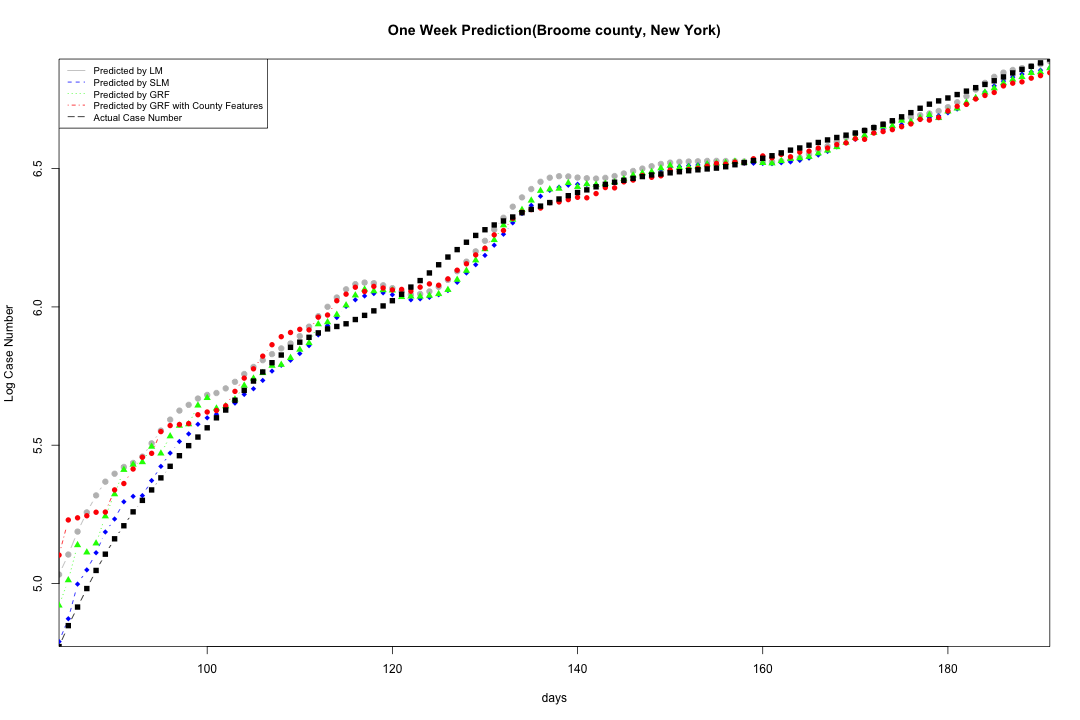 One Week Prediction(Broome county, New York)
Predicted by LM
Predicted by SLM
Predicted by GRF
Predicted by GRF with County Features
Actual Case Number
Log Case Number
6.5
6.0
5.5
5.0
100 120 140 160 180
days